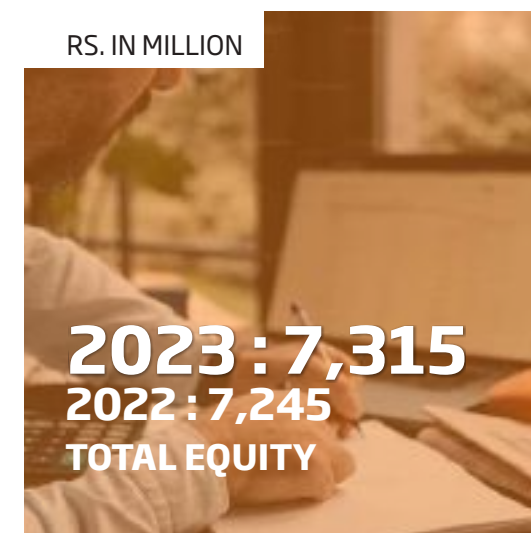 RS. IN MILLION
2023 : 7,315
2022 : 7,245
TOTAL EQUITY